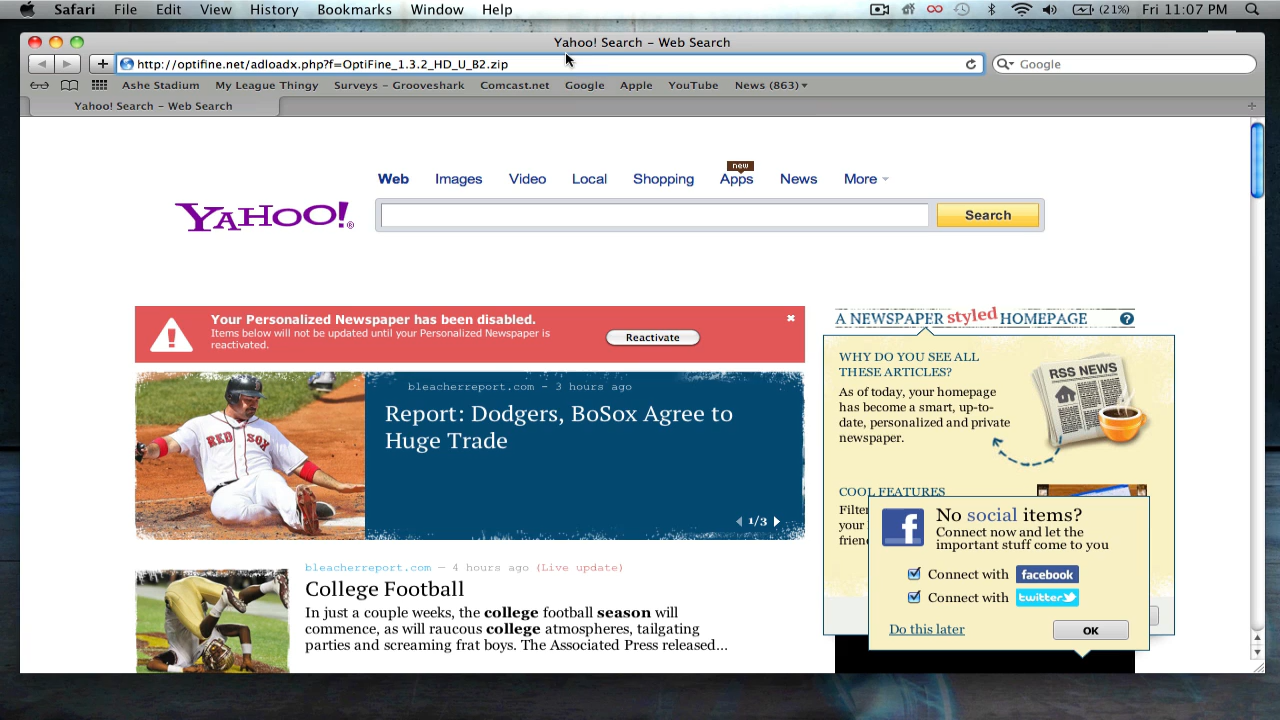 Safari File Edit View History Bookmarks Window Help (21%) Fri 11:07 PM
Yahoo! Search – Web Search
http://optifine.net/adloadx.php?f=OptiFine_1.3.2_HD_U_B2.zip Google
Ashe Stadium My League Thingy Surveys – Grooveshark Comcast.net Google Apple YouTube News (863)
Yahoo! Search – Web Search
new
Web Images Video Local Shopping Apps News More
YAHOO!® Search
Your Personalized Newspaper has been disabled.
Items below will not be updated until your Personalized Newspaper is
reactivated.
Reactivate
bleacherreport.com – 3 hours ago
Report: Dodgers, BoSox Agree to
Huge Trade
RED SOX
1/3
bleacherreport.com – 4 hours ago (Live update)
College Football
In just a couple weeks, the college football season will
commence, as will raucous college atmospheres, tailgating
parties and screaming frat boys. The Associated Press released...
A NEWSPAPER styled HOMEPAGE ?
WHY DO YOU SEE ALL
THESE ARTICLES?
As of today, your homepage
has become a smart, up-to-
date, personalized and private
newspaper.
RSS NEWS
COOL FEATURES
Filter
your
f
No social items?
Connect now and let the
important stuff come to you
Connect with facebook
Connect with twitter
Do this later OK